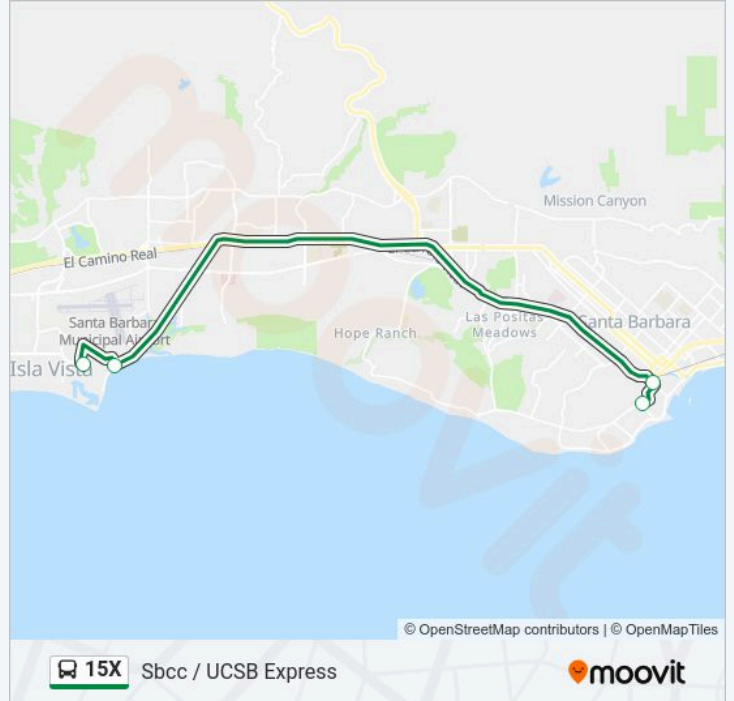 Mission Canyon
El Camino Real
Santa Barbara
Municipal Airport
Isla Vista
Hope Ranch
Las Positas
Meadows
Santa Barbara
moovit
© OpenStreetMap contributors | © OpenMapTiles
15X Sbcc / UCSB Express
moovit